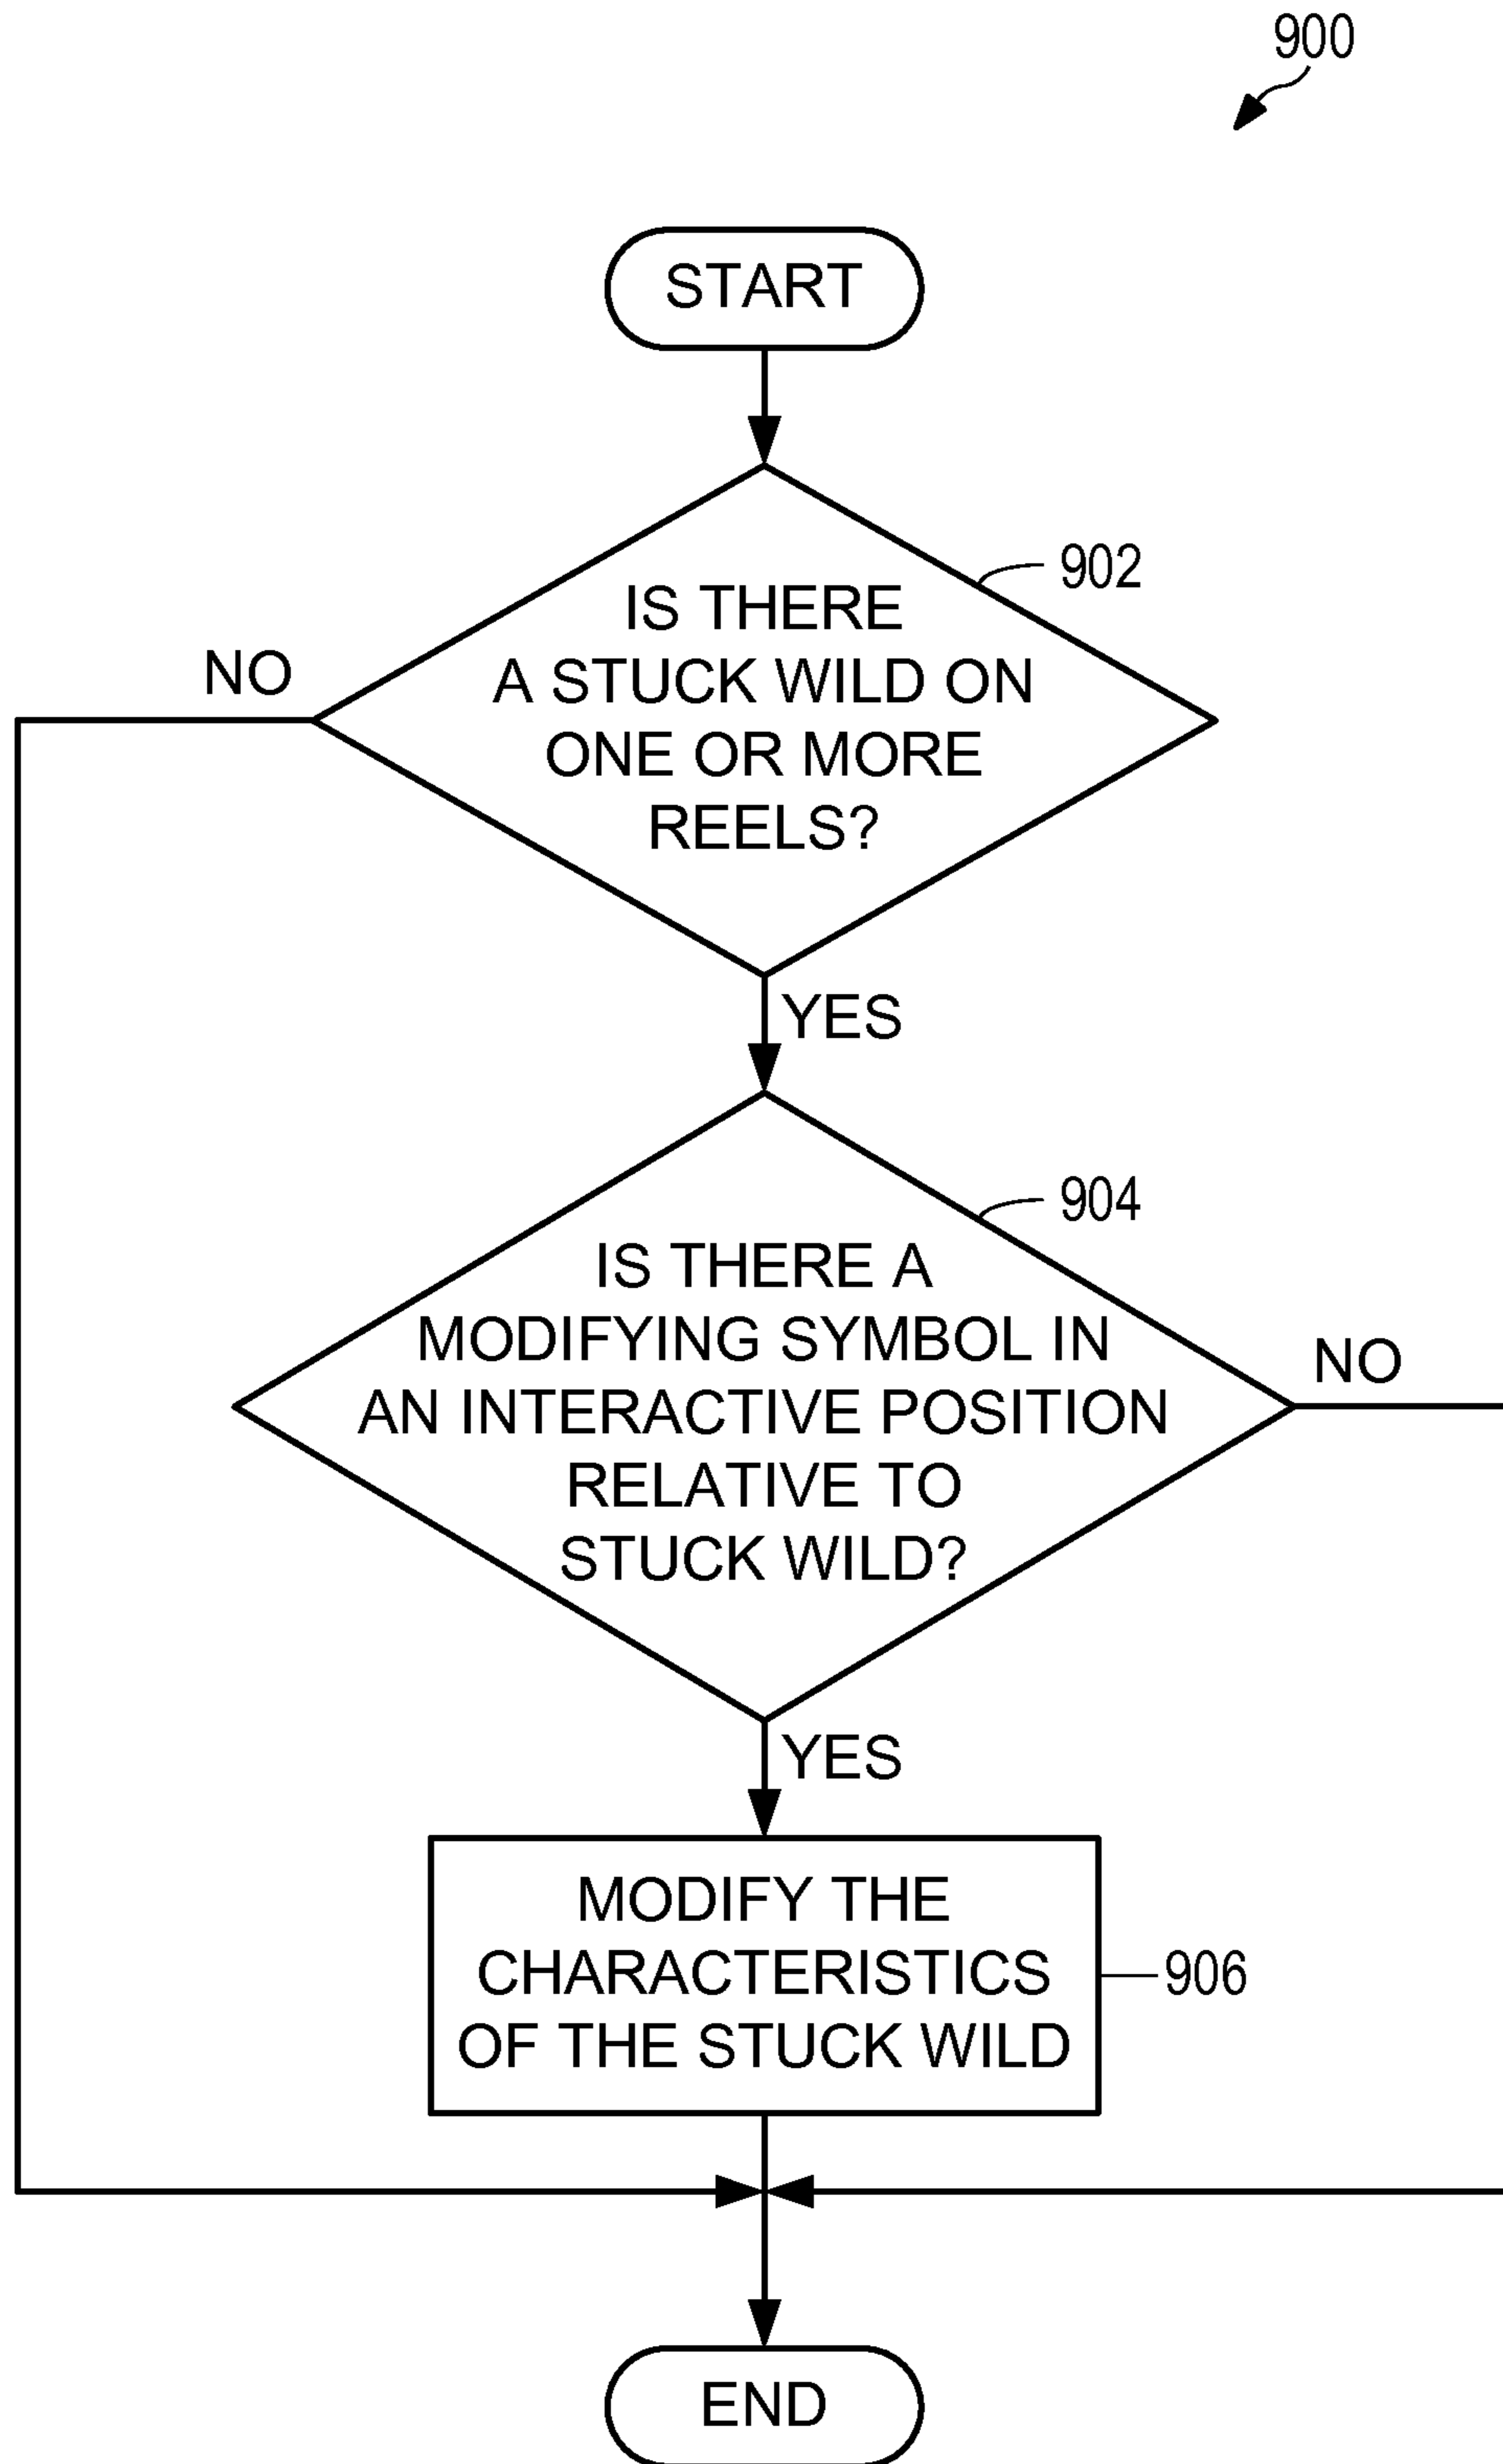 900
START
902
IS THERE
A STUCK WILD ON
ONE OR MORE
REELS?
NO
YES
904
IS THERE A
MODIFYING SYMBOL IN
AN INTERACTIVE POSITION
RELATIVE TO
STUCK WILD?
NO
YES
MODIFY THE
CHARACTERISTICS
OF THE STUCK WILD
906
END